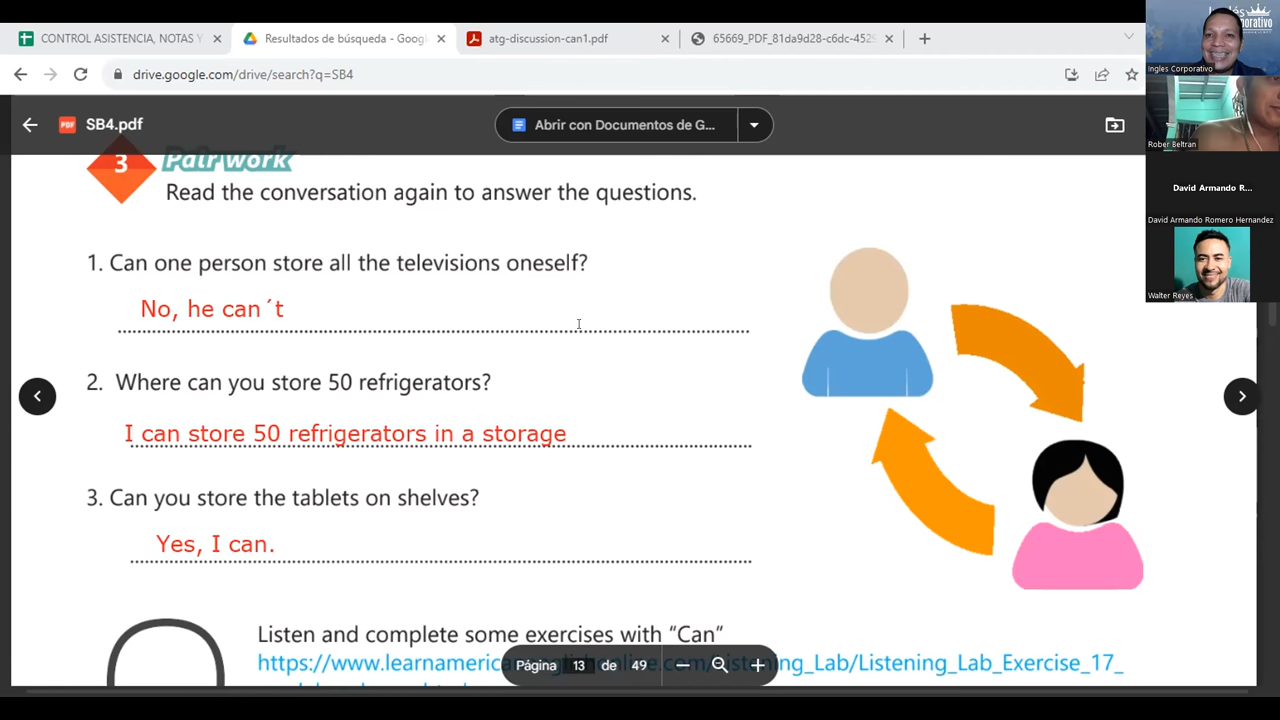 CONTROL ASISTENCIA, NOTAS Y
Resultados de búsqueda - Googl
atg-discussion-can1.pdf
65669_PDF_81da9d28-c6dc-452
drive.google.com/drive/search?q=SB4
SB4.pdf
Abrir con Documentos de G...
Inglés
Corporativo
Ingles Corporativo
Rober Beltran
David Armando R...
David Armando Romero Hernandez
Walter Reyes
3
Pair work
Read the conversation again to answer the questions.
1. Can one person store all the televisions oneself?
No, he can´t
2. Where can you store 50 refrigerators?
I can store 50 refrigerators in a storage
3. Can you store the tablets on shelves?
Yes, I can.
Listen and complete some exercises with “Can”
Página 13 de 49